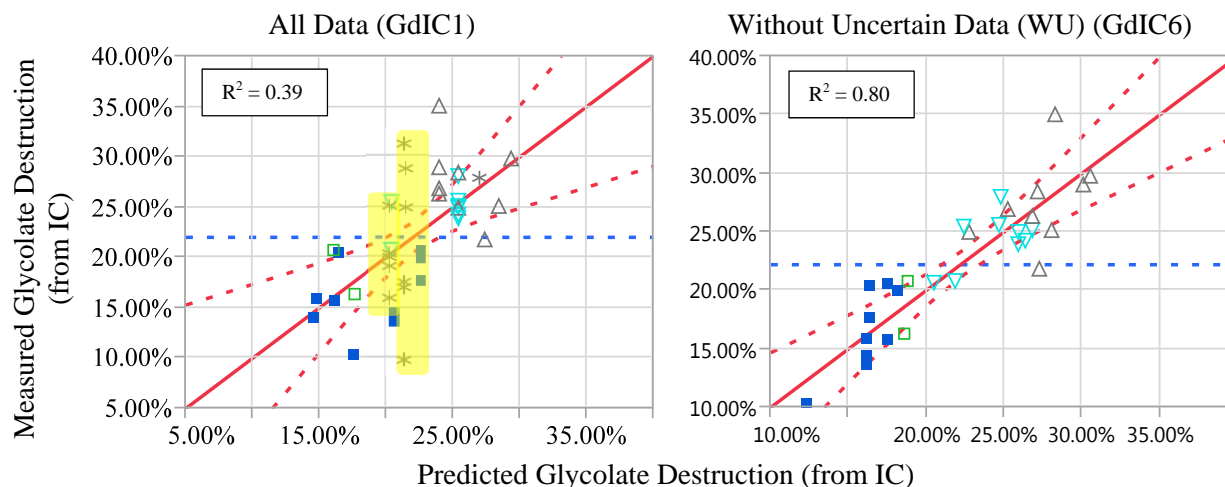 All Data (GdIC1)
Without Uncertain Data (WU) (GdIC6)
Measured Glycolate Destruction
(from IC)
40.00%
35.00%
30.00%
25.00%
20.00%
15.00%
10.00%
5.00%
R² = 0.39
5.00% 15.00% 25.00% 35.00%
40.00%
35.00%
30.00%
25.00%
20.00%
15.00%
10.00%
R² = 0.80
10.00% 20.00% 25.00% 30.00% 35.00%
Predicted Glycolate Destruction (from IC)